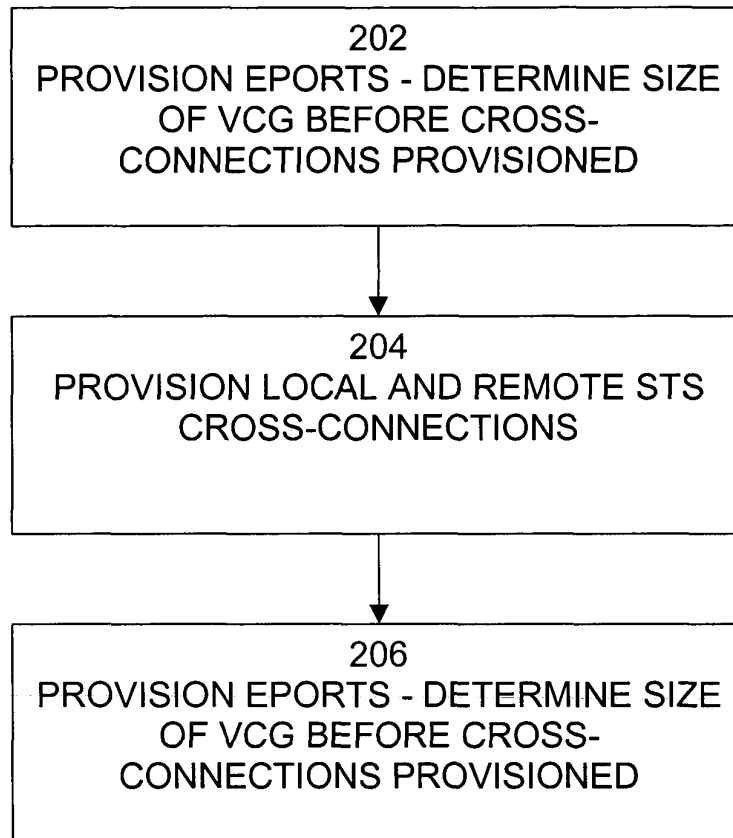 202
PROVISION EPORTS - DETERMINE SIZE
OF VCG BEFORE CROSS-
CONNECTIONS PROVISIONED
204
PROVISION LOCAL AND REMOTE STS
CROSS-CONNECTIONS
206
PROVISION EPORTS - DETERMINE SIZE
OF VCG BEFORE CROSS-
CONNECTIONS PROVISIONED